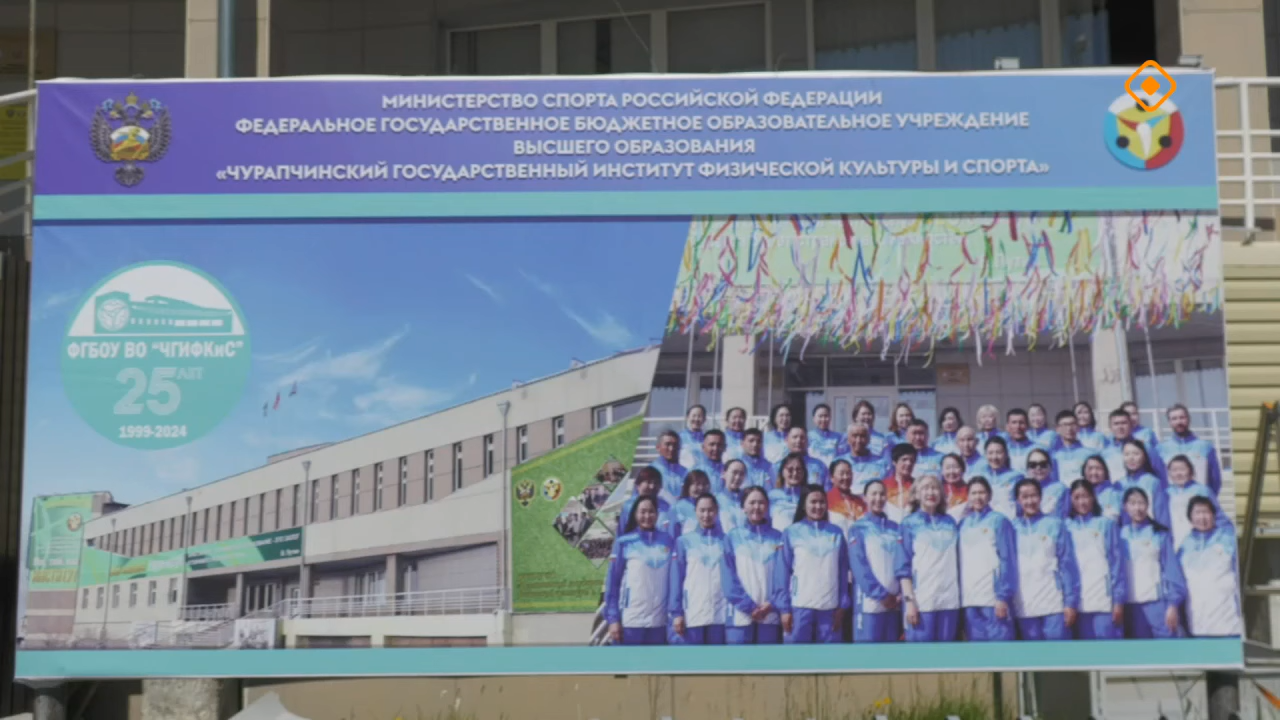 МИНИСТЕРСТВО СПОРТА РОССИЙСКОЙ ФЕДЕРАЦИИ
ФЕДЕРАЛЬНОЕ ГОСУДАРСТВЕННОЕ БЮДЖЕТНОЕ ОБРАЗОВАТЕЛЬНОЕ УЧРЕЖДЕНИЕ
ВЫСШЕГО ОБРАЗОВАНИЯ
«ЧУРАПЧИНСКИЙ ГОСУДАРСТВЕННЫЙ ИНСТИТУТ ФИЗИЧЕСКОЙ КУЛЬТУРЫ И СПОРТА»
ФГБОУ ВО “ЧГИФКиС”
25 ЛЕТ
1999-2024